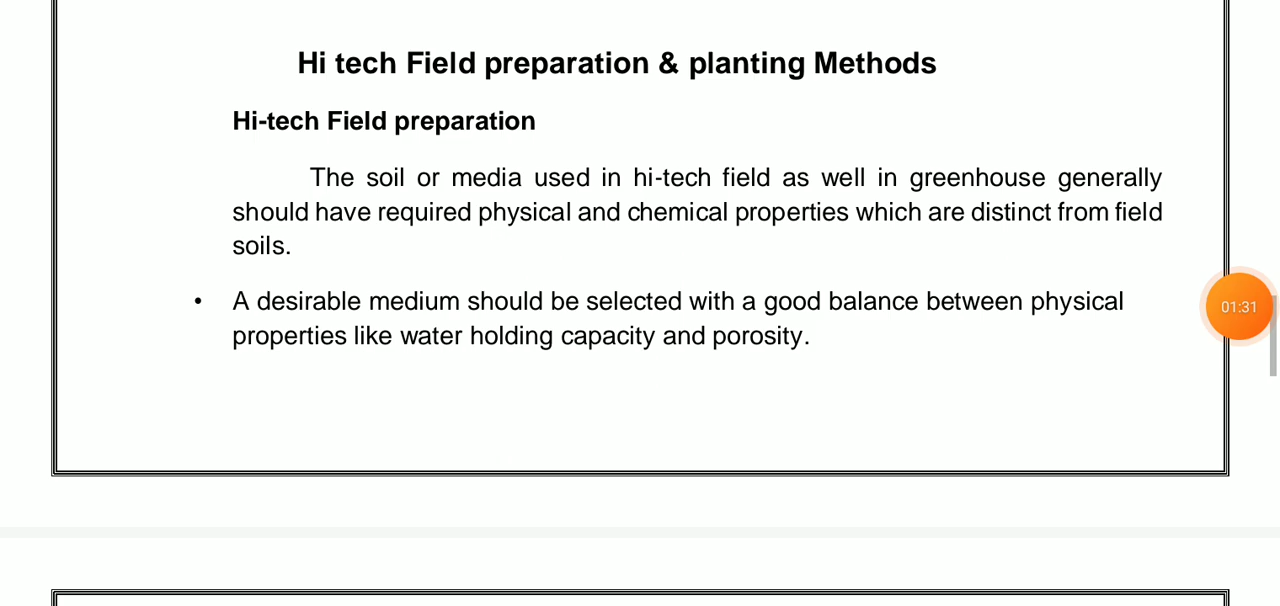 Hi tech Field preparation & planting Methods
Hi-tech Field preparation
The soil or media used in hi-tech field as well in greenhouse generally
should have required physical and chemical properties which are distinct from field
soils.
• A desirable medium should be selected with a good balance between physical
properties like water holding capacity and porosity.
01:31